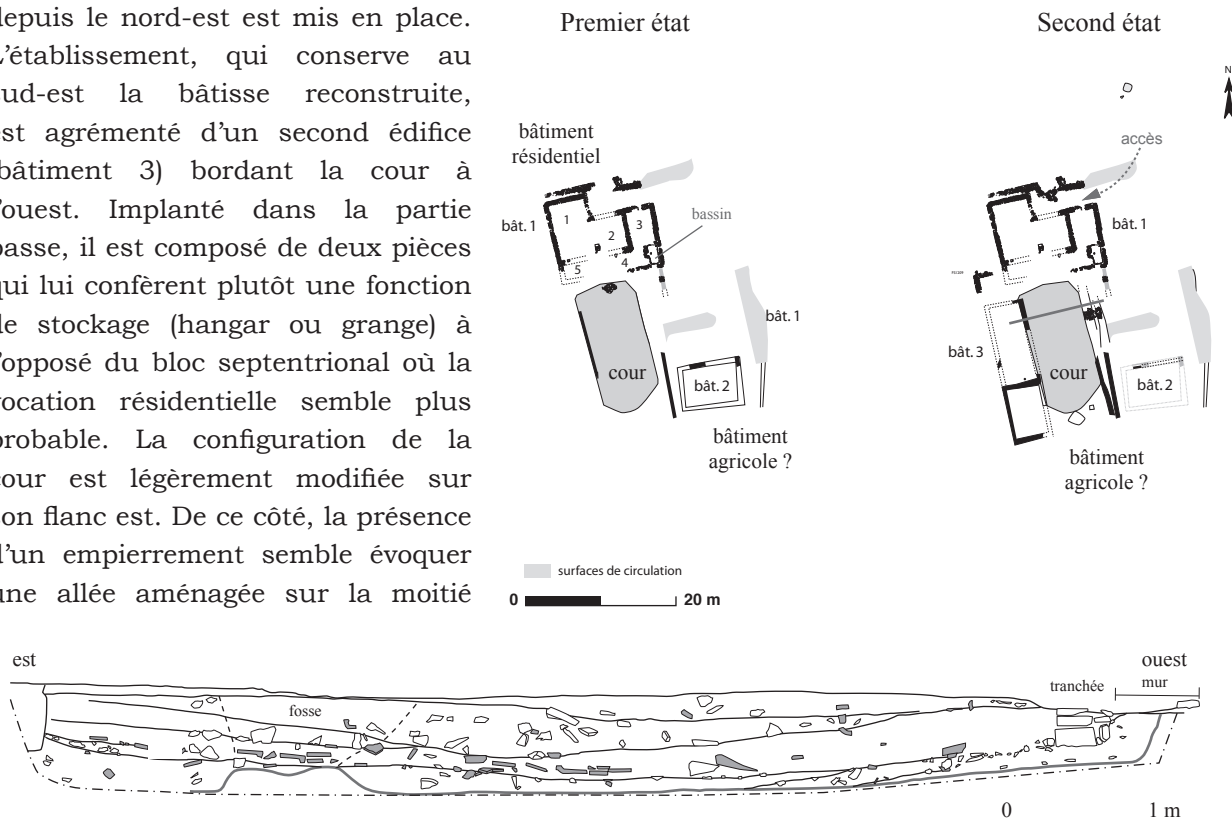 depuis le nord-est est mis en place.
L'établissement, qui conserve au
sud-est la bâtisse reconstruite,
est agrémenté d'un second édifice
(bâtiment 3) bordant la cour à
l'ouest. Implanté dans la partie
basse, il est composé de deux pièces
qui lui confèrent plutôt une fonction
de stockage (hangar ou grange) à
l'opposé du bloc septentrional où la
vocation résidentielle semble plus
probable. La configuration de la
cour est légèrement modifiée sur
son flanc est. De ce côté, la présence
d'un empierrement semble évoquer
une allée aménagée sur la moitié
Premier état
bâtiment
résidentiel
bât. 1
1
2
3
4
5
bassin
bât. 1
cour
bât. 2
bâtiment
agricole ?
Second état
N
accès
bât. 1
bât. 3
cour
bât. 2
bâtiment
agricole ?
surfaces de circulation
0 20 m
est
fosse
ouest
tranchée
mur
0 1 m